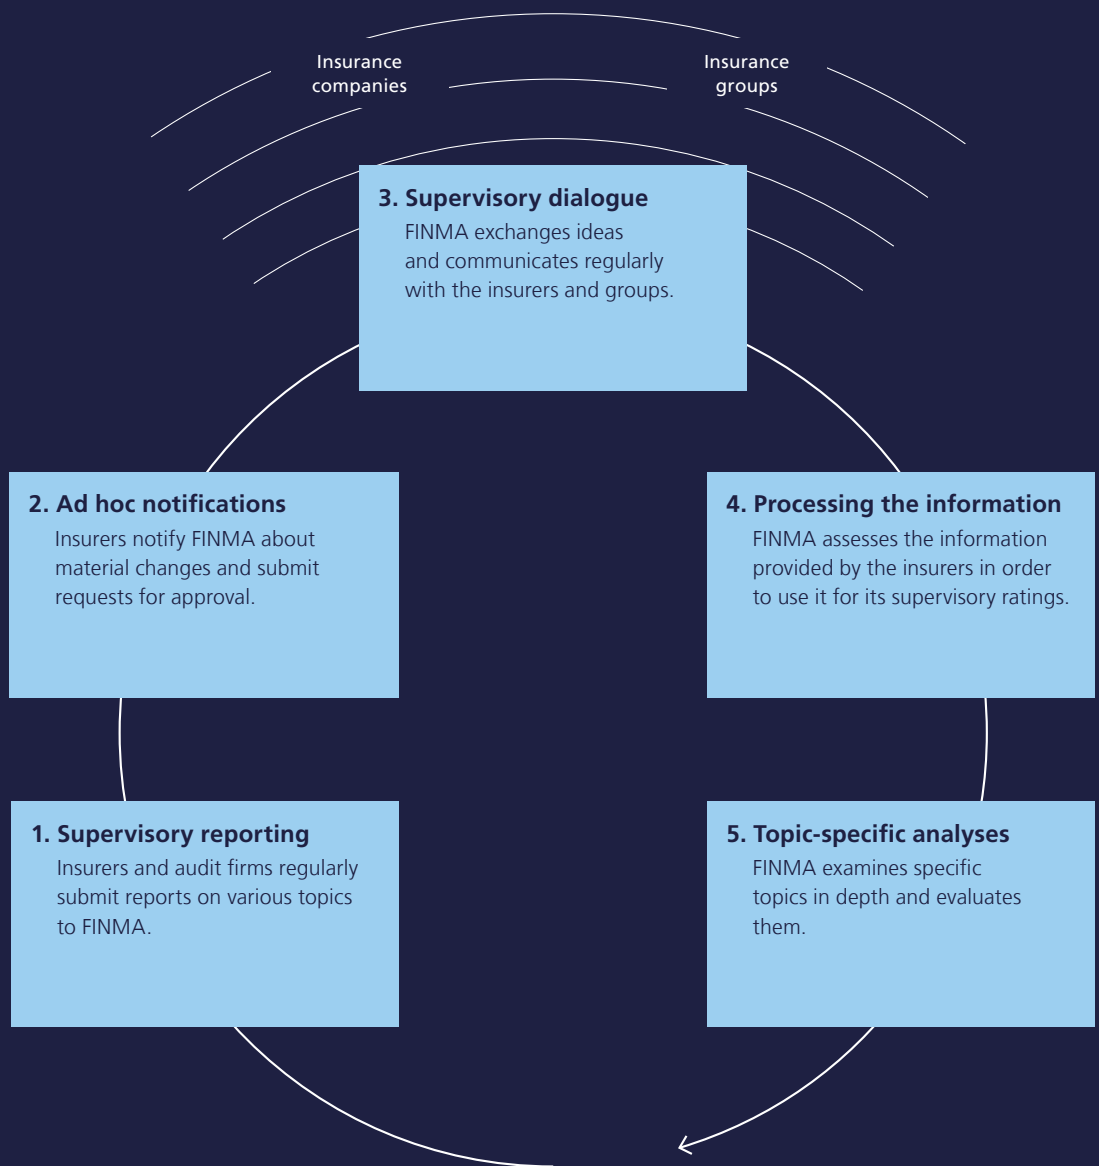 Insurance
companies
Insurance
groups
3. Supervisory dialogue
FINMA exchanges ideas
and communicates regularly
with the insurers and groups.
2. Ad hoc notifications
Insurers notify FINMA about
material changes and submit
requests for approval.
4. Processing the information
FINMA assesses the information
provided by the insurers in order
to use it for its supervisory ratings.
1. Supervisory reporting
Insurers and audit firms regularly
submit reports on various topics
to FINMA.
5. Topic-specific analyses
FINMA examines specific
topics in depth and evaluates
them.